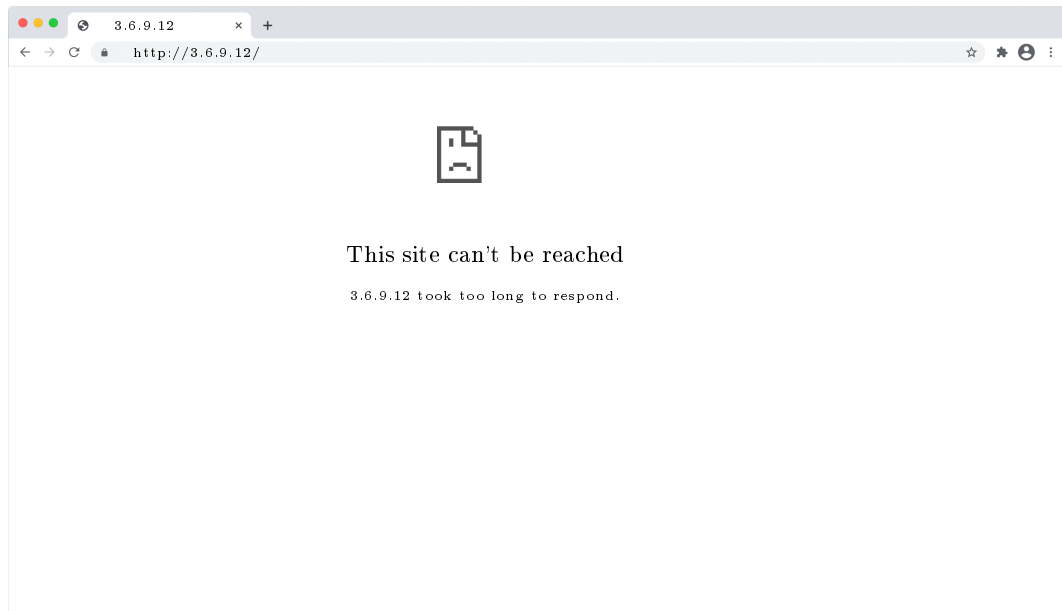 3.6.9.12
http://3.6.9.12/
This site can't be reached
3.6.9.12 took too long to respond.